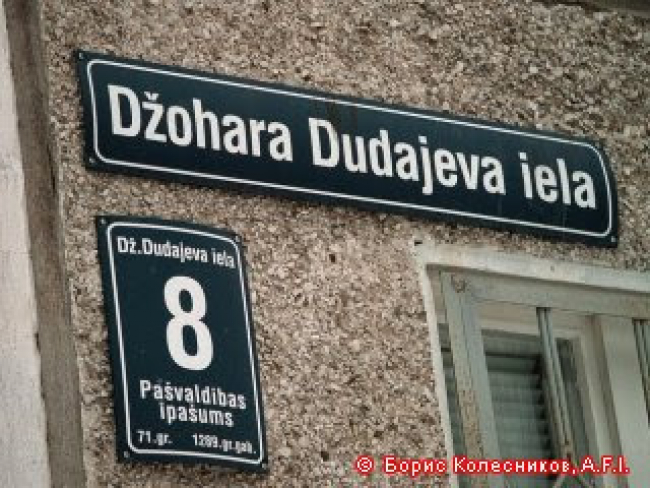 Džohara Dudajeva iela
Dž.Dudajeva iela
8
Pašvaldības
īpašums
71.gr. 1289.gr.gab.
© Борис Колесников, A.F.I.